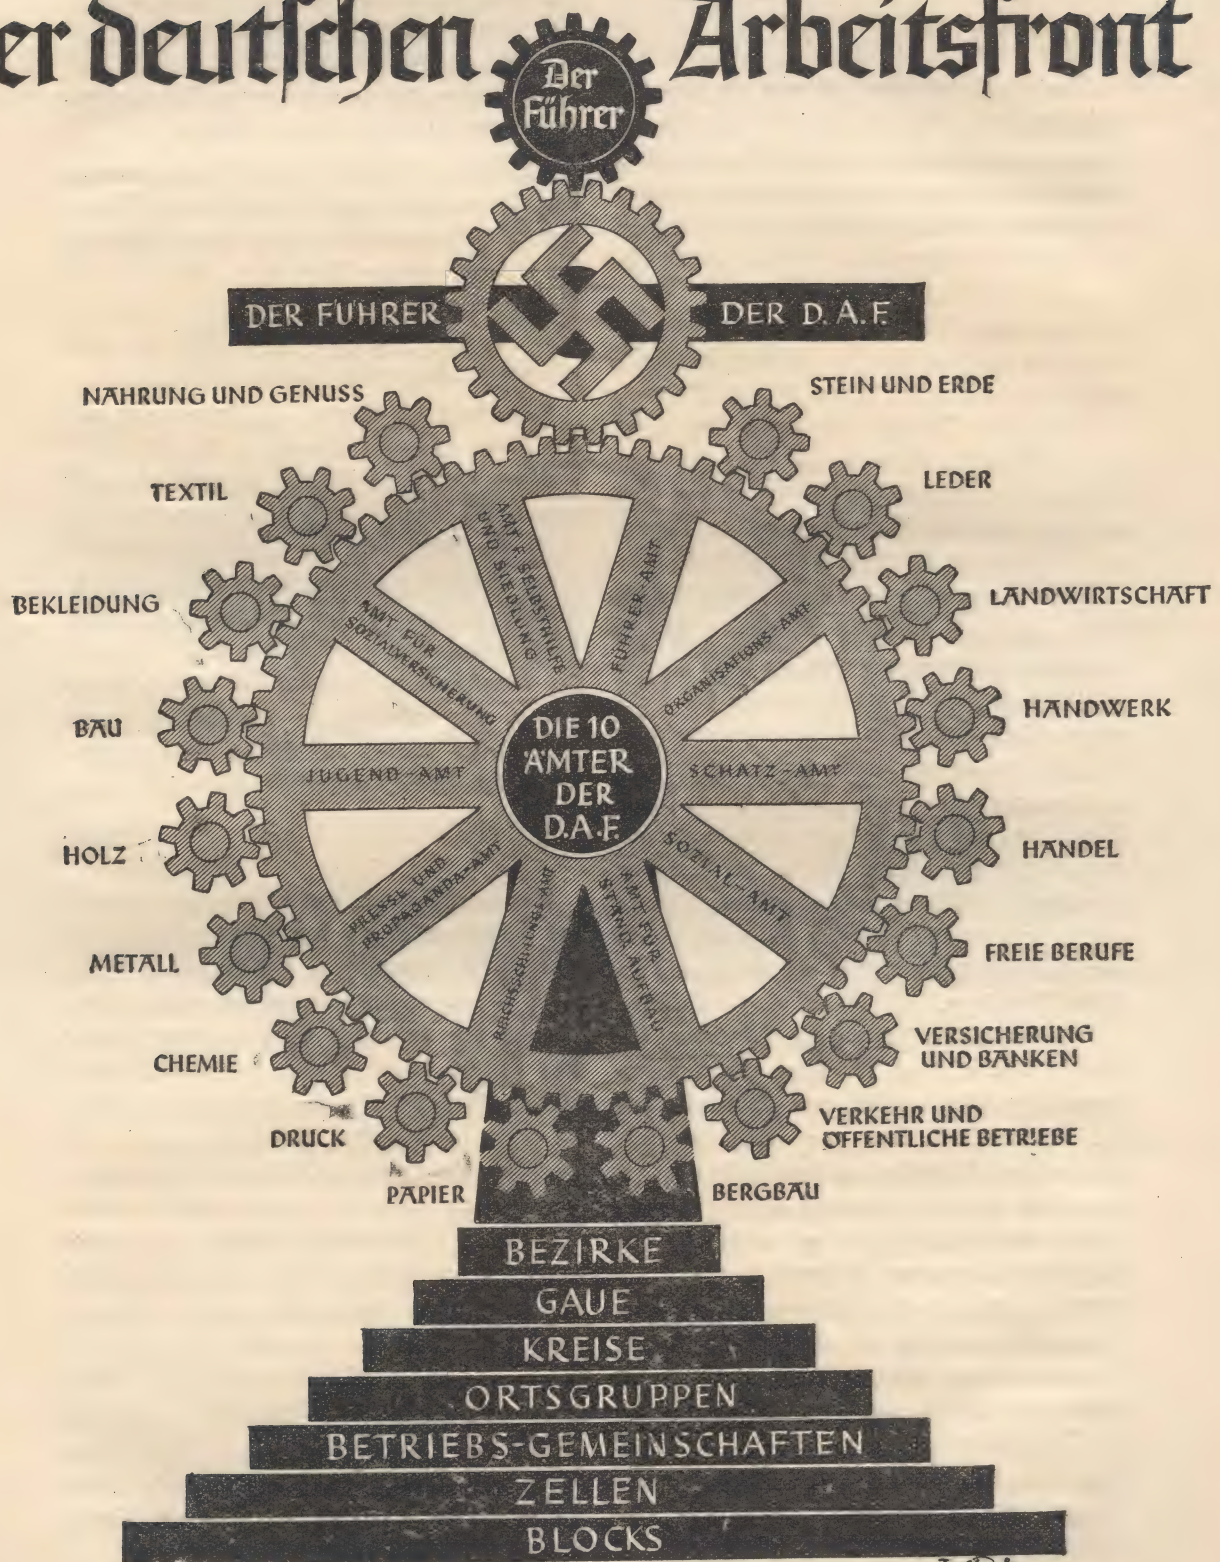 er deutschen Arbeitsfront
Der
Führer
DER FÜHRER DER D.A.F.
NAHRUNG UND GENUSS
STEIN UND ERDE
TEXTIL
LEDER
BEKLEIDUNG
LANDWIRTSCHAFT
BAU
HANDWERK
HOLZ
HANDEL
METALL
FREIE BERUFE
CHEMIE
VERSICHERUNG
UND BANKEN
DRUCK
VERKEHR UND
ÖFFENTLICHE BETRIEBE
PAPIER
BERGBAU
AMT F. SELBSTHILFE
UND SIEDLUNG
FÜHRER-AMT
AMT FÜR
SOZIALVERSICHERUNG
ORGANISATIONS-AMT
JUGEND-AMT
SCHATZ-AMT
DIE 10
ÄMTER
DER
D.A.F.
PRESSE UND
PROPAGANDA-AMT
SOZIAL-AMT
AMT FÜR
STÄND. AUFBAU
BEZIRKE
GAUE
KREISE
ORTSGRUPPEN
BETRIEBS-GEMEINSCHAFTEN
ZELLEN
BLOCKS